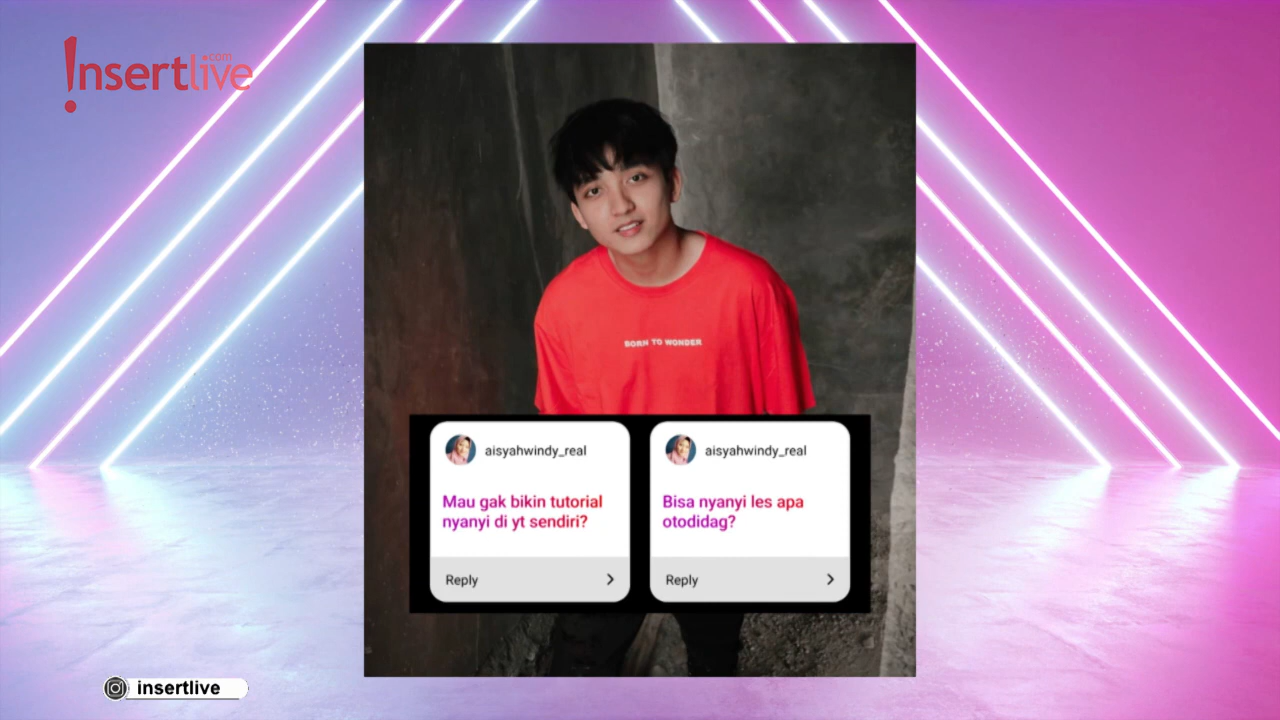 !nsertlive
.com
BORN TO WONDER
aisyahwindy_real
Mau gak bikin tutorial
nyanyi di yt sendiri?
Reply
aisyahwindy_real
Bisa nyanyi les apa
otodidag?
Reply
insertlive